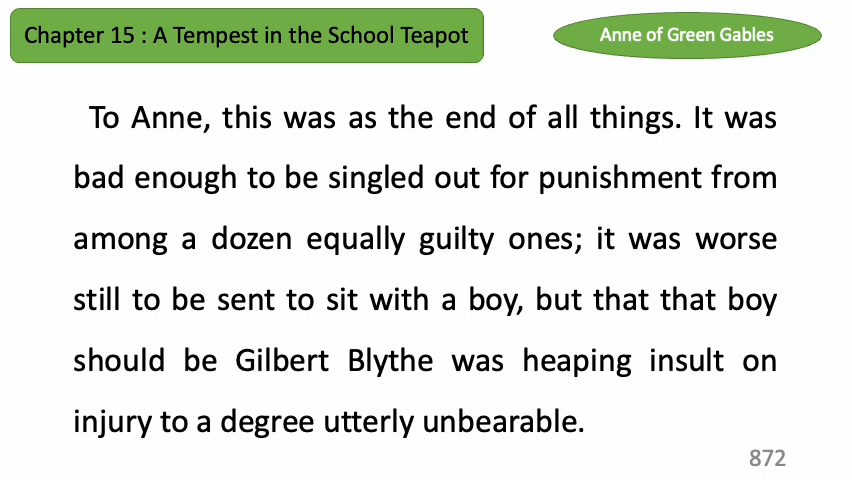 Chapter 15 : A Tempest in the School Teapot
Anne of Green Gables
To Anne, this was as the end of all things. It was
bad enough to be singled out for punishment from
among a dozen equally guilty ones; it was worse
still to be sent to sit with a boy, but that that boy
should be Gilbert Blythe was heaping insult on
injury to a degree utterly unbearable.
872